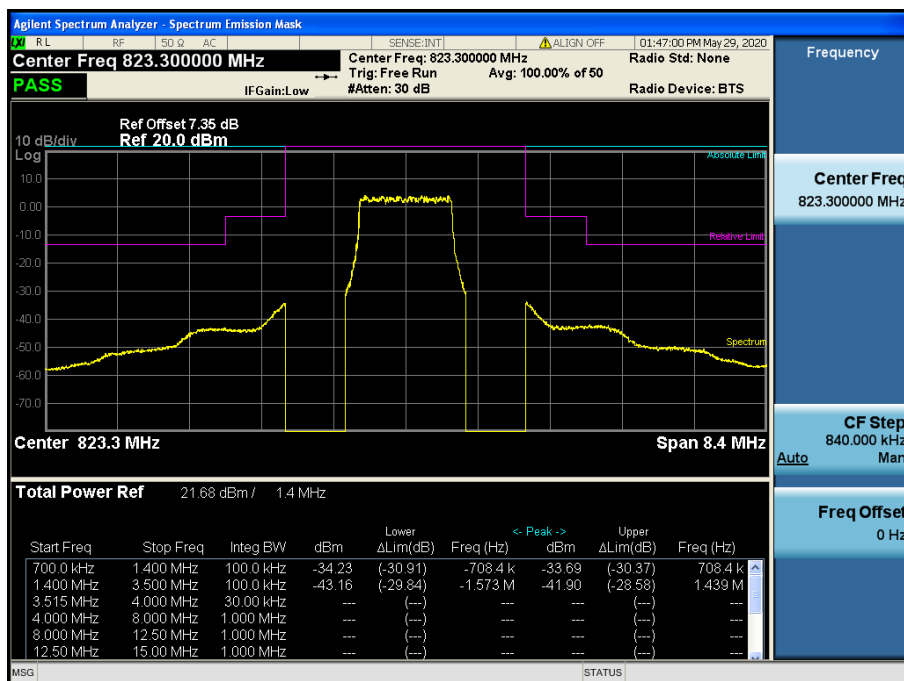 Agilent Spectrum Analyzer - Spectrum Emission Mask
LXI RL RF 50 Ω AC SENSE:INT ALIGN OFF 01:47:00 PM May 29, 2020
Center Freq 823.300000 MHz
Center Freq: 823.300000 MHz
Radio Std: None
Trig: Free Run Avg: 100.00% of 50
PASS
IFGain:Low
#Atten: 30 dB
Radio Device: BTS
Ref Offset 7.35 dB
10 dB/div
Ref 20.0 dBm
Log
Absolute Limit
10.0
0.00
-10.0
Relative Limit
-20.0
-30.0
-40.0
-50.0
Spectrum
-60.0
-70.0
Center 823.3 MHz
Span 8.4 MHz
Total Power Ref 21.68 dBm / 1.4 MHz
Lower <- Peak -> Upper
Start Freq Stop Freq Integ BW dBm ΔLim(dB) Freq (Hz) dBm ΔLim(dB) Freq (Hz)
700.0 kHz 1.400 MHz 100.0 kHz -34.23 (-30.91) -708.4 k -33.69 (-30.37) 708.4 k
1.400 MHz 3.500 MHz 100.0 kHz -43.16 (-29.84) -1.573 M -41.90 (-28.58) 1.439 M
3.515 MHz 4.000 MHz 30.00 kHz --- (---) --- --- (---) ---
4.000 MHz 8.000 MHz 1.000 MHz --- (---) --- --- (---) ---
8.000 MHz 12.50 MHz 1.000 MHz --- (---) --- --- (---) ---
12.50 MHz 15.00 MHz 1.000 MHz --- (---) --- --- (---) ---
MSG
STATUS
Frequency
Center Freq
823.300000 MHz
CF Step
840.000 kHz
Auto Man
Freq Offset
0 Hz